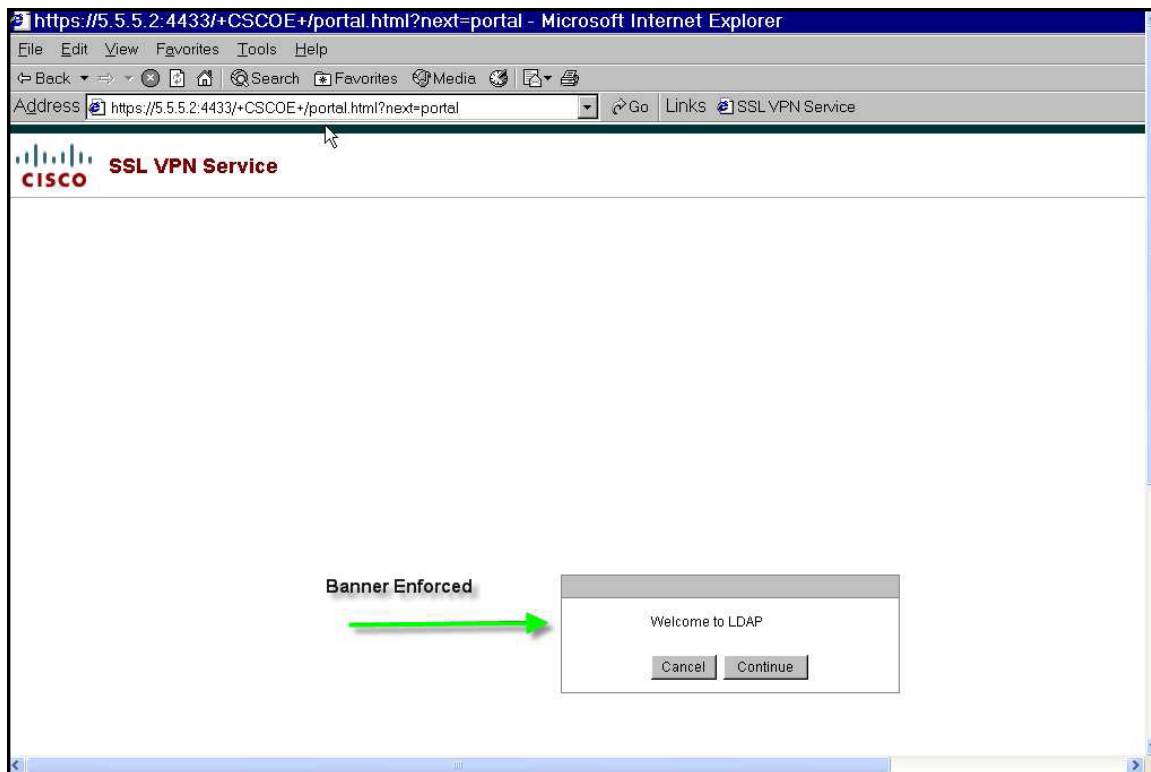 https://5.5.5.2:4433/+CSCOE+/portal.html?next=portal - Microsoft Internet Explorer
File Edit View Favorites Tools Help
Back Search Favorites Media
Address https://5.5.5.2:4433/+CSCOE+/portal.html?next=portal Go Links SSL VPN Service
CISCO SSL VPN Service
Banner Enforced
Welcome to LDAP
Cancel Continue